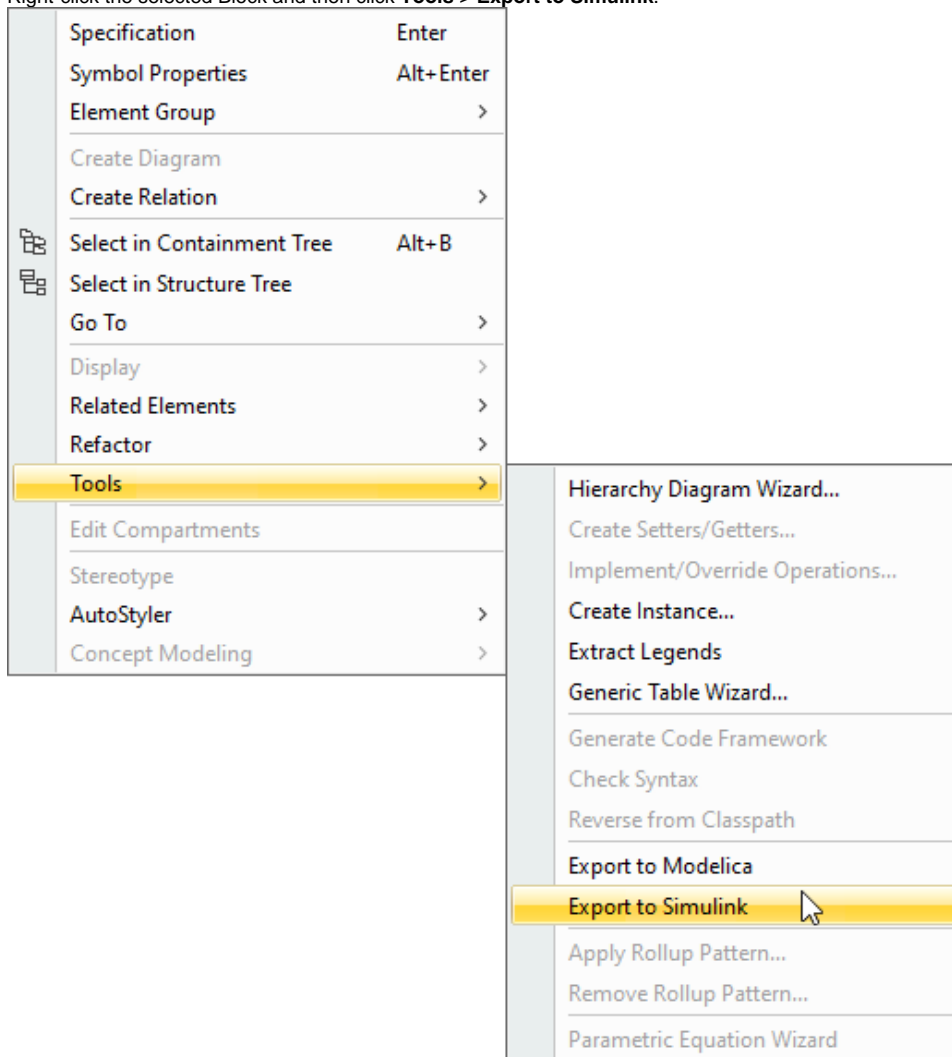 Right-click the selected Block and then click Tools > Export to Simulink.
Specification Enter
Symbol Properties Alt+Enter
Element Group >
Create Diagram
Create Relation >
Select in Containment Tree Alt+B
Select in Structure Tree
Go To >
Display >
Related Elements >
Refactor >
Tools >
Edit Compartments
Stereotype
AutoStyler >
Concept Modeling >
Hierarchy Diagram Wizard...
Create Setters/Getters...
Implement/Override Operations...
Create Instance...
Extract Legends
Generic Table Wizard...
Generate Code Framework
Check Syntax
Reverse from Classpath
Export to Modelica
Export to Simulink
Apply Rollup Pattern...
Remove Rollup Pattern...
Parametric Equation Wizard